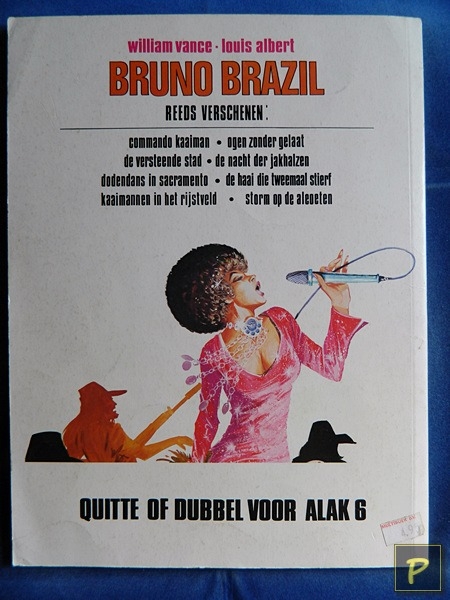 william vance • louis albert
BRUNO BRAZIL
REEDS VERSCHENEN:
commando kaaiman • ogen zonder gelaat
de versteende stad • de nacht der jakhalzen
dodendans in sacramento • de haai die tweemaal stierf
kaaimannen in het rijstveld • storm op de aleoeten
QUITTE OF DUBBEL VOOR ALAK 6
P